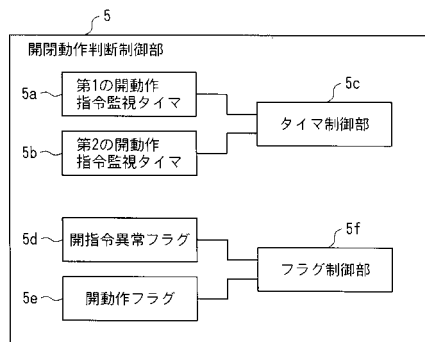 5
開閉動作判断制御部
5a
第1の開動作
指令監視タイマ
5c
タイマ制御部
5b
第2の開動作
指令監視タイマ
5d
開指令異常フラグ
5f
フラグ制御部
5e
開動作フラグ